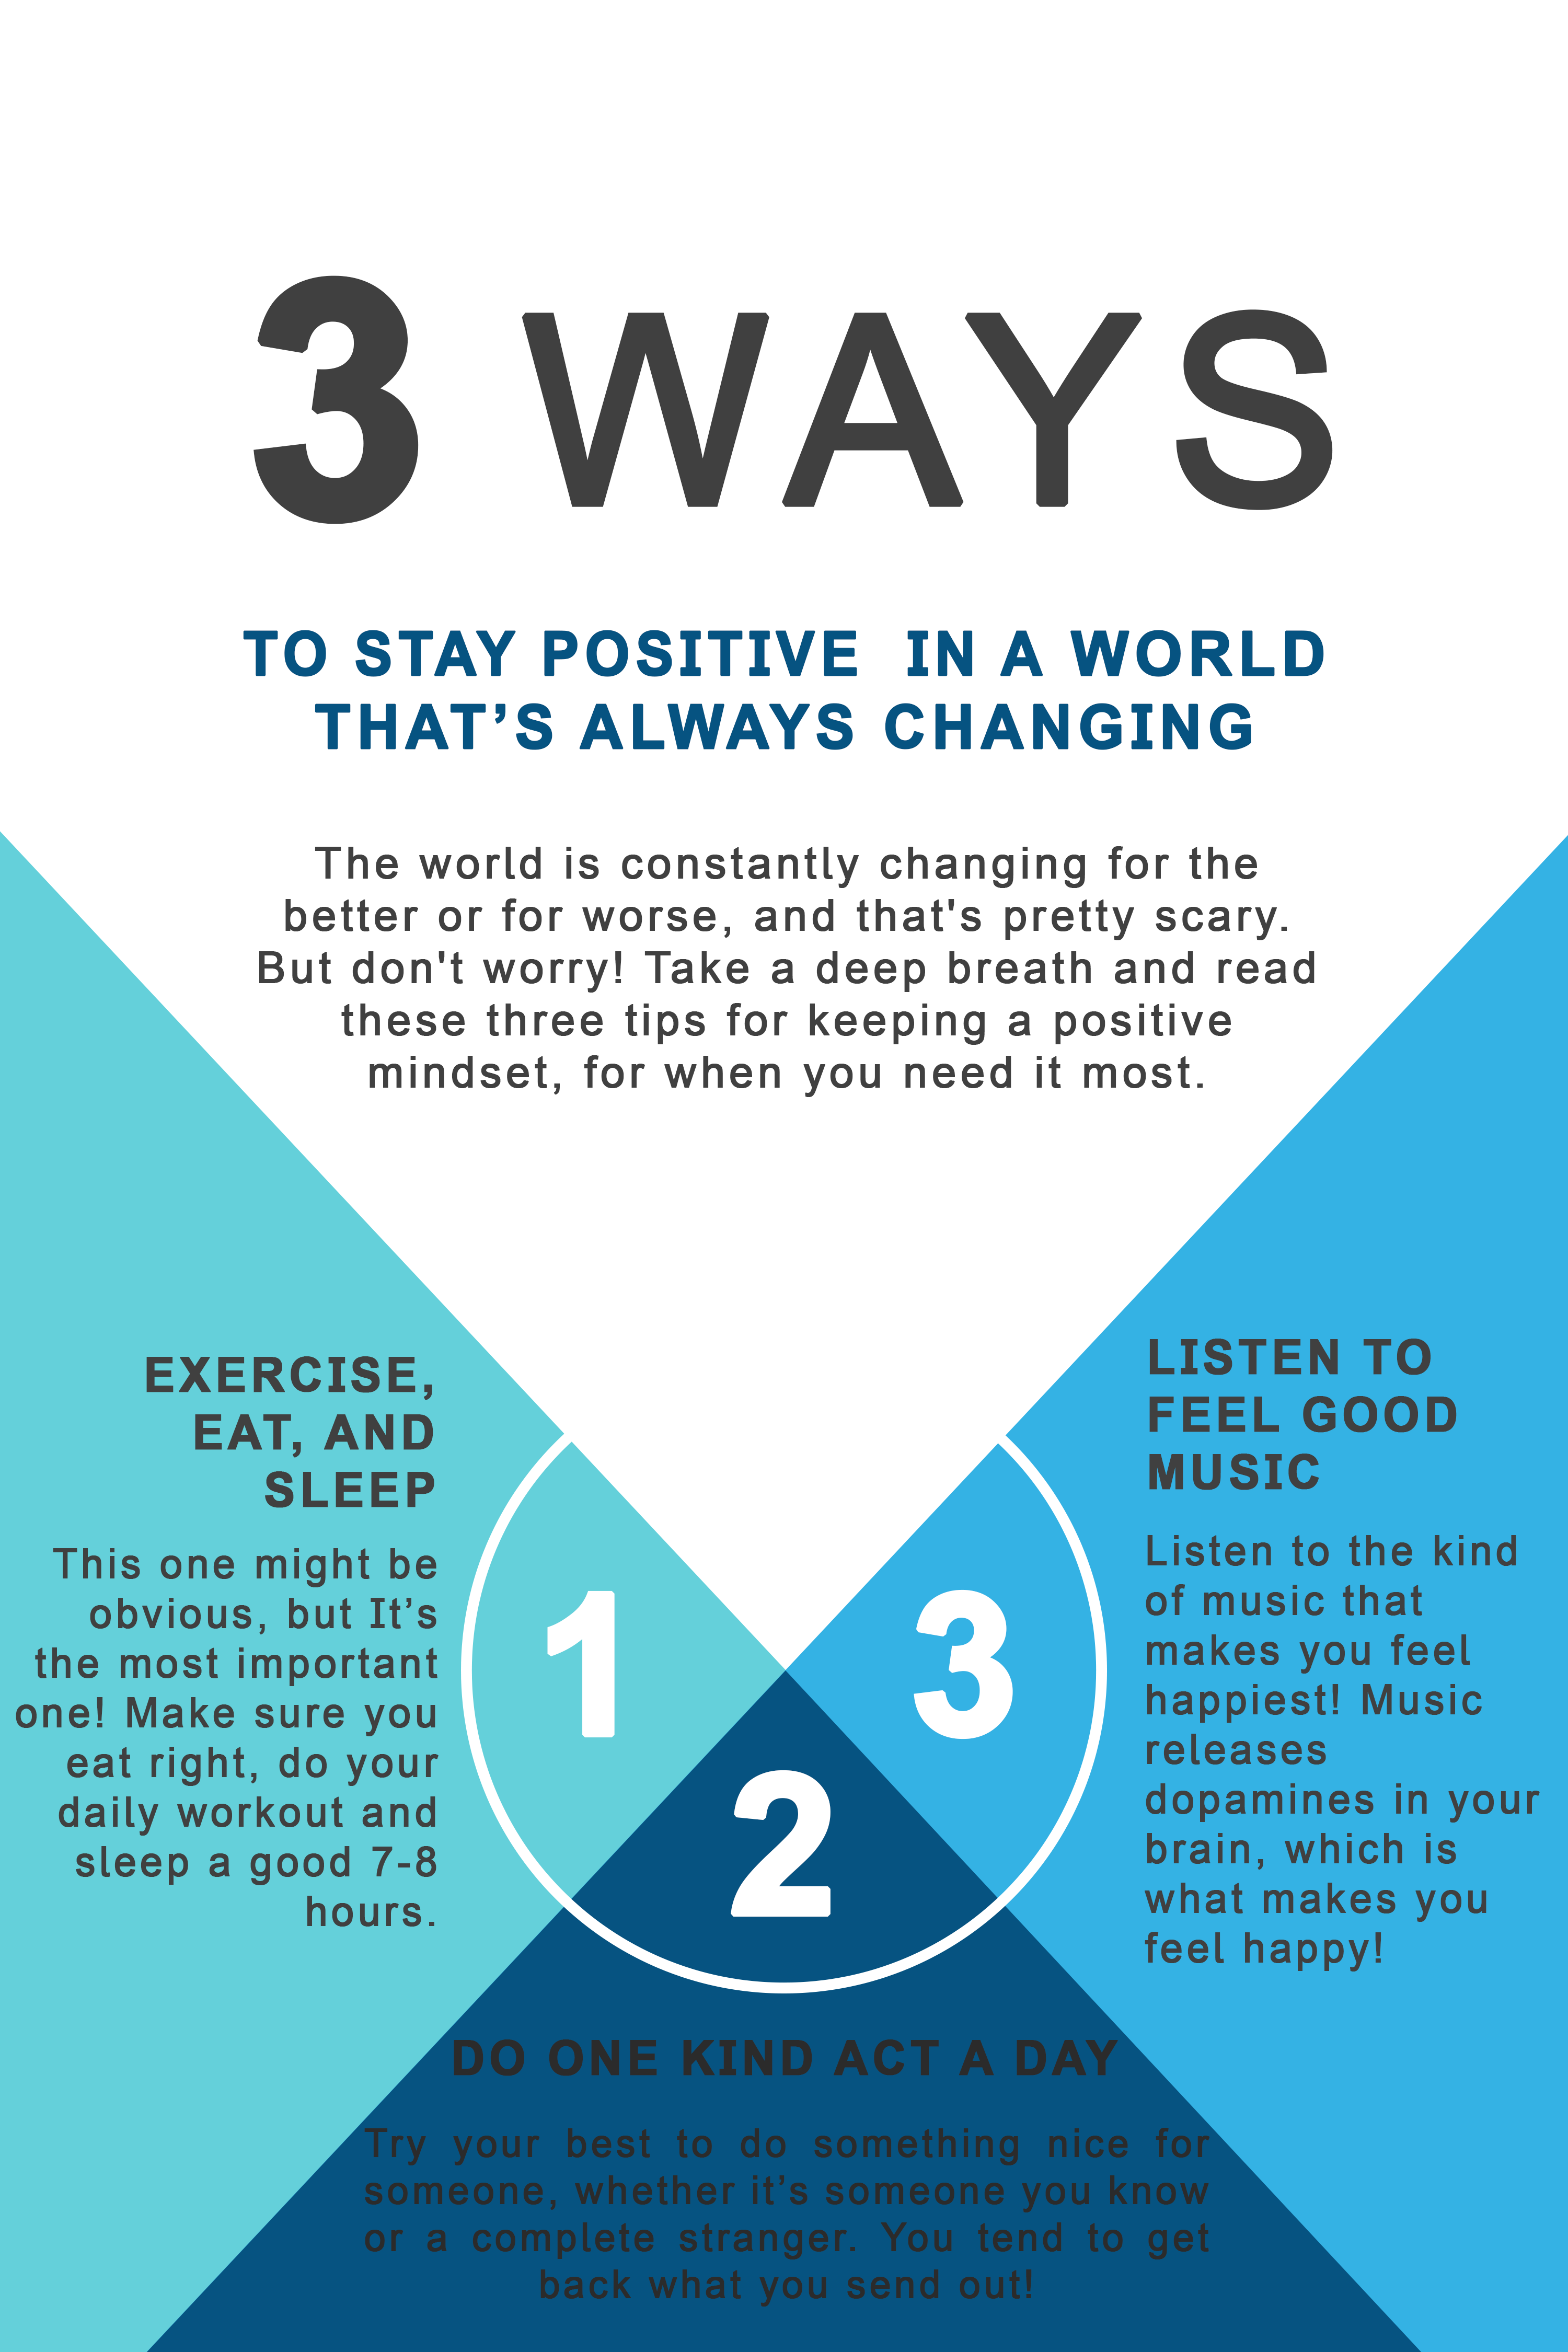 3 WAYS
TO STAY POSITIVE IN A WORLD
THAT’S ALWAYS CHANGING
The world is constantly changing for the
better or for worse, and that's pretty scary.
But don't worry! Take a deep breath and read
these three tips for keeping a positive
mindset, for when you need it most.
EXERCISE,
EAT, AND
SLEEP
This one might be
obvious, but It’s
the most important
one! Make sure you
eat right, do your
daily workout and
sleep a good 7-8
hours.
1
2
DO ONE KIND ACT A DAY
Try your best to do something nice for
someone, whether it’s someone you know
or a complete stranger. You tend to get
back what you send out!
3
LISTEN TO
FEEL GOOD
MUSIC
Listen to the kind
of music that
makes you feel
happiest! Music
releases
dopamines in your
brain, which is
what makes you
feel happy!